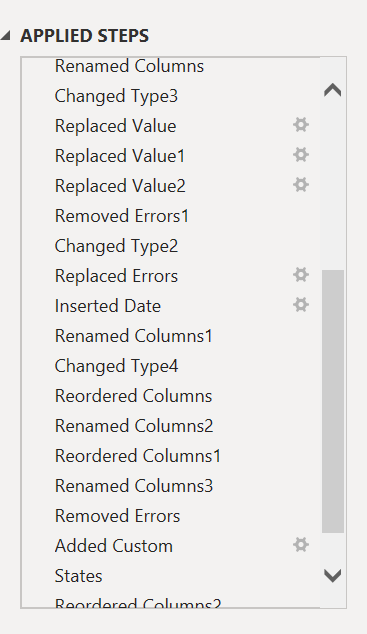 APPLIED STEPS
Renamed Columns
Changed Type3
Replaced Value
Replaced Value1
Replaced Value2
Removed Errors1
Changed Type2
Replaced Errors
Inserted Date
Renamed Columns1
Changed Type4
Reordered Columns
Renamed Columns2
Reordered Columns1
Renamed Columns3
Removed Errors
Added Custom
States
Reordered Columns2